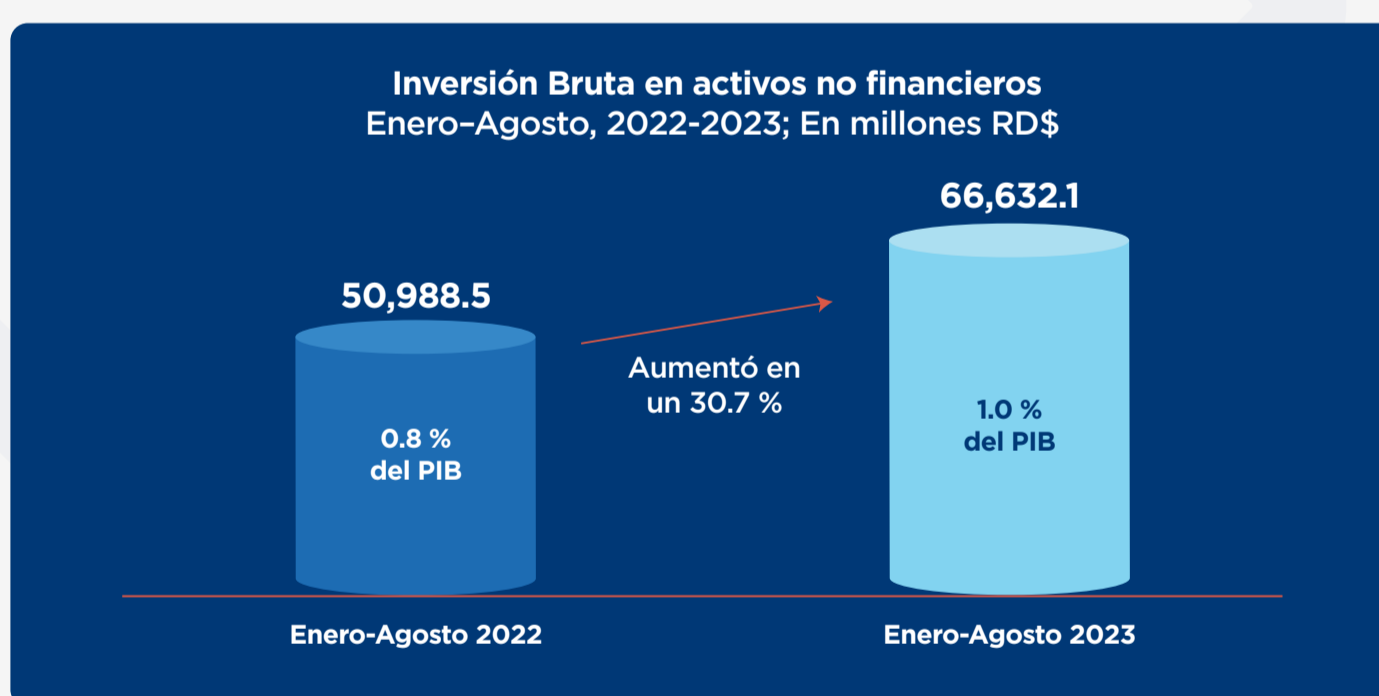 Inversión Bruta en activos no financieros
Enero–Agosto, 2022-2023; En millones RD$
66,632.1
50,988.5
Aumentó en
un 30.7 %
0.8 %
del PIB
1.0 %
del PIB
Enero-Agosto 2022
Enero-Agosto 2023